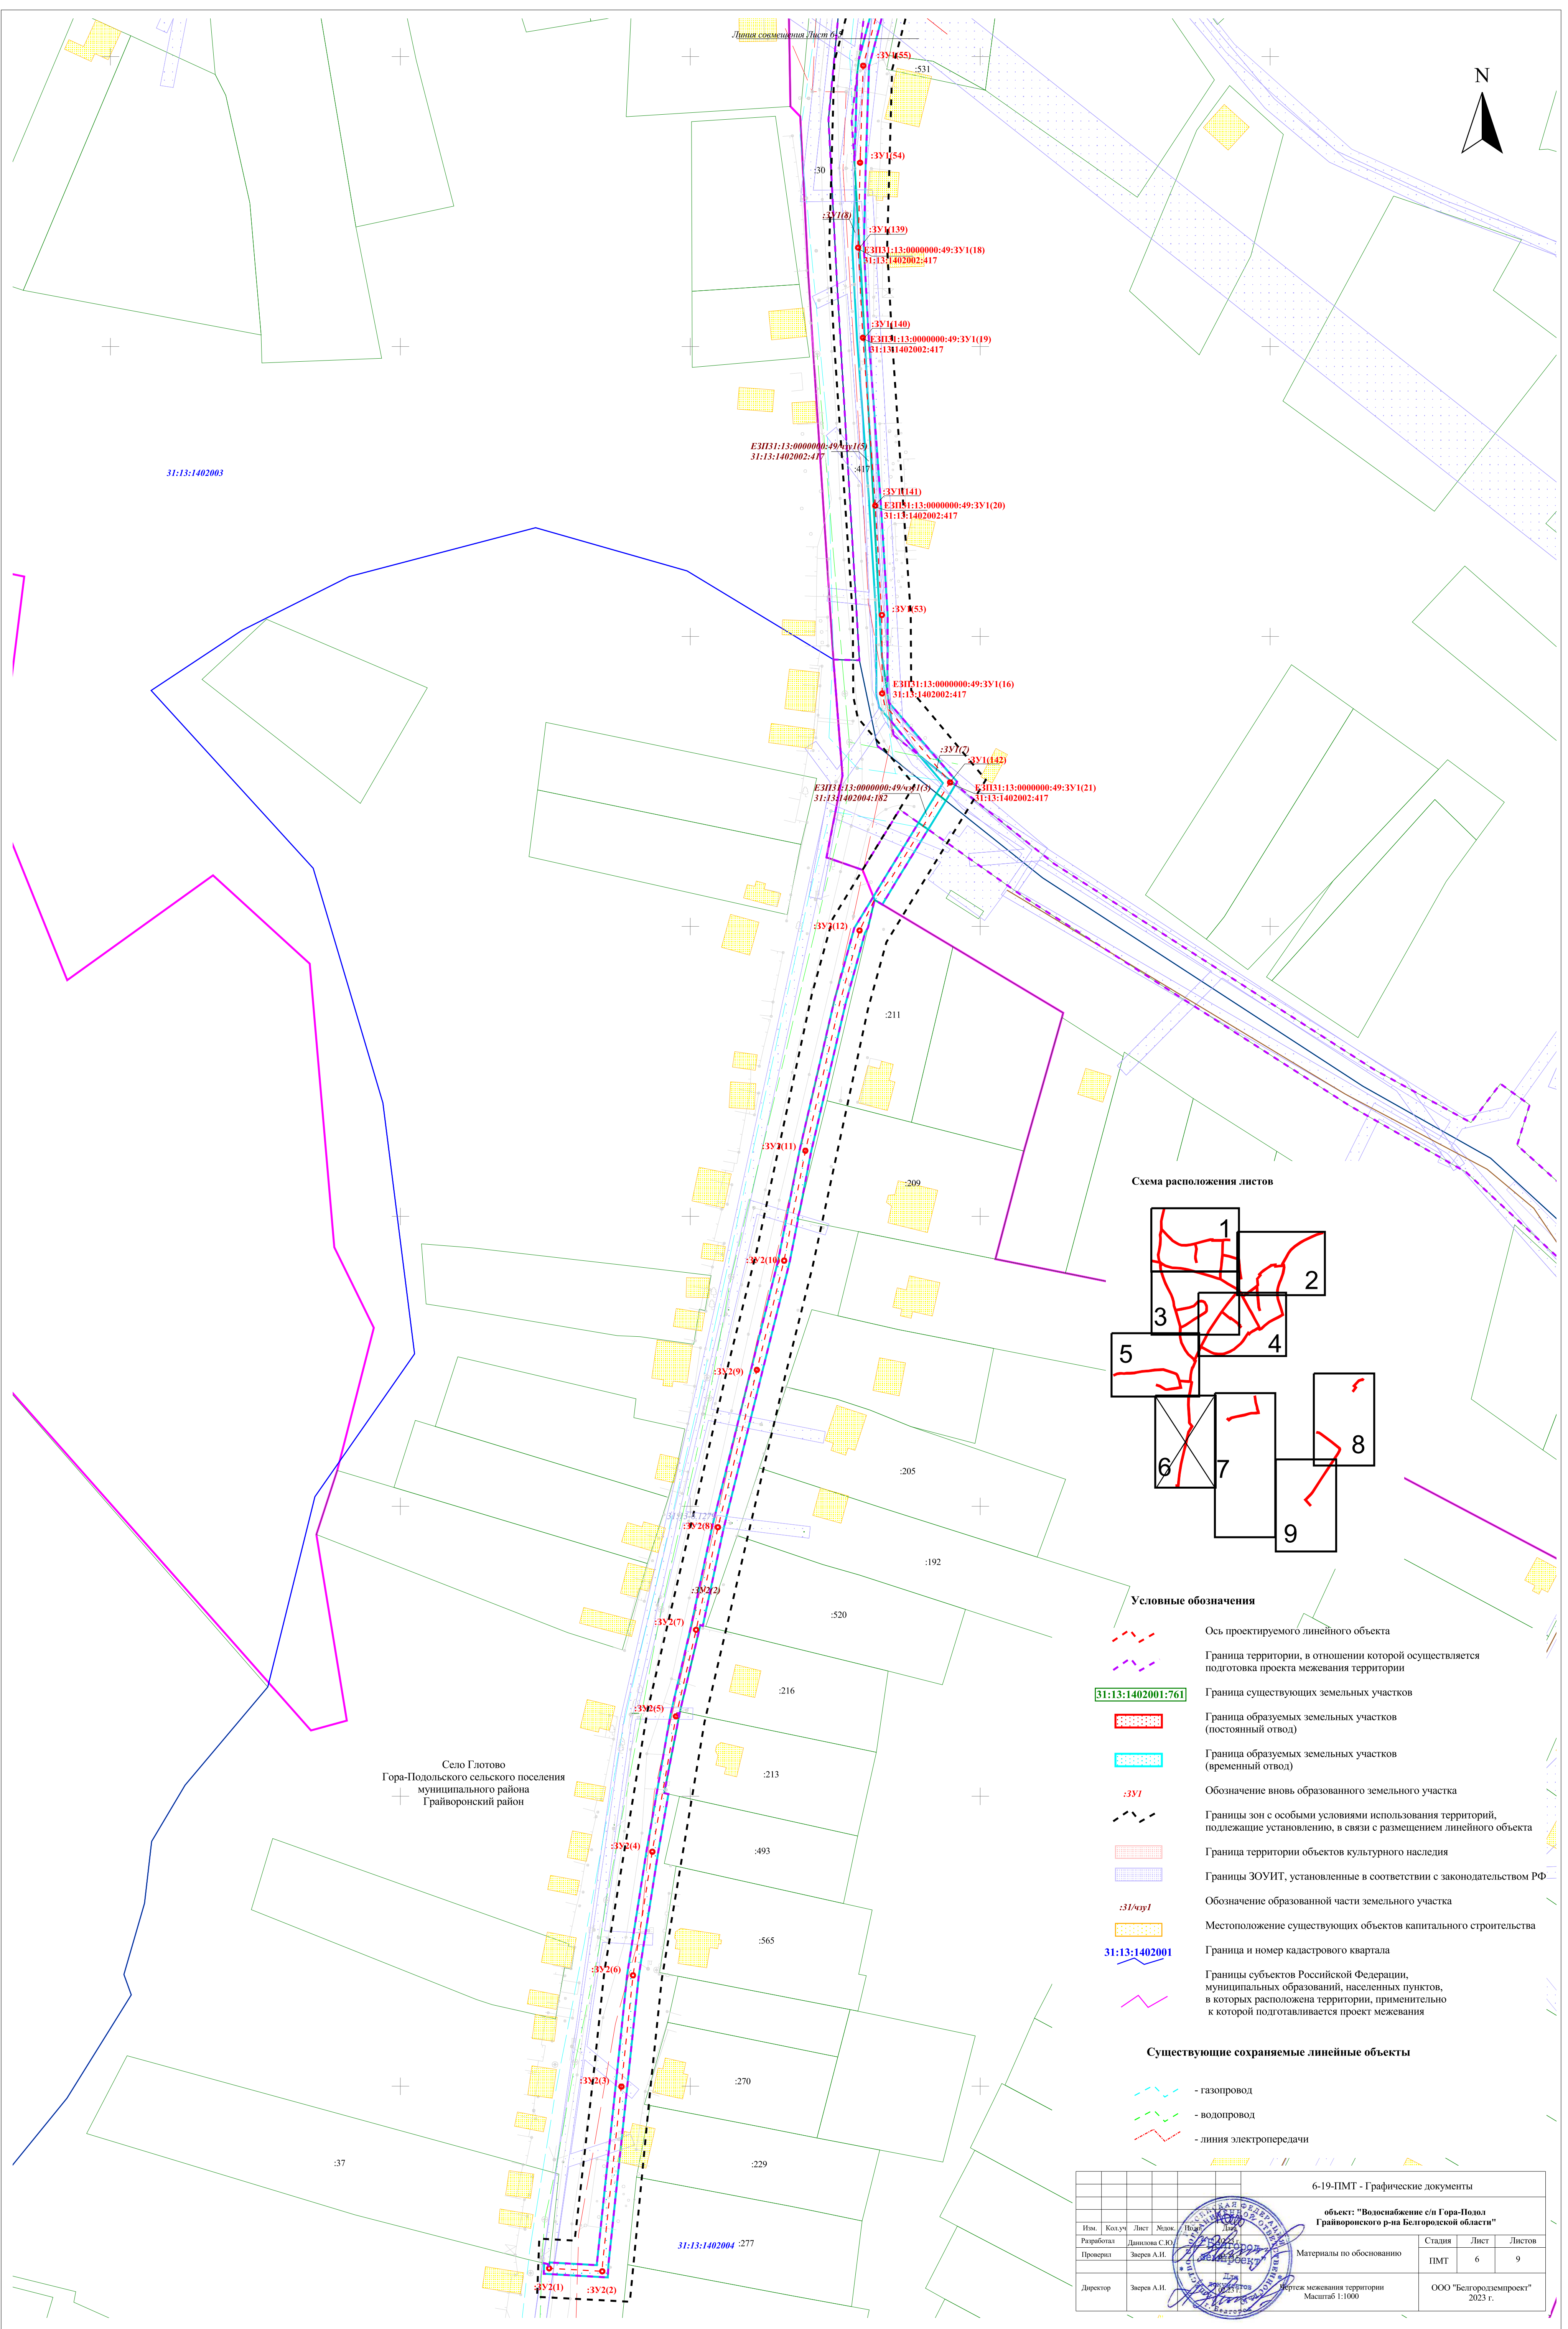 Линия совмещения Лист 6-5
:ЗУ1(55)
:531
N
:ЗУ1(54)
:30
:ЗУ1(8)
:ЗУ1(139)
ЕЗП31:13:0000000:49:ЗУ1(18)
31:13:1402002:417
:ЗУ1(140)
ЕЗП31:13:0000000:49:ЗУ1(19)
31:13:1402002:417
ЕЗП31:13:0000000:49/чзу1(5)
31:13:1402002:417
:417
31:13:1402003
:ЗУ1(141)
ЕЗП31:13:0000000:49:ЗУ1(20)
31:13:1402002:417
:ЗУ1(53)
ЕЗП31:13:0000000:49:ЗУ1(16)
31:13:1402002:417
:ЗУ1(7)
:ЗУ1(142)
ЕЗП31:13:0000000:49/чзу1(3)
31:13:1402004:182
ЕЗП31:13:0000000:49:ЗУ1(21)
31:13:1402002:417
:ЗУ2(12)
:211
:ЗУ2(11)
:209
:ЗУ2(10)
:ЗУ2(9)
:205
:ЗУ2(8)
:192
:ЗУ2(2)
:520
:ЗУ2(7)
:216
:ЗУ2(5)
:213
Село Глотово
Гора-Подольского сельского поселения
муниципального района
Грайворонский район
:ЗУ2(4)
:493
:565
:ЗУ2(6)
:ЗУ2(3)
:270
:37
:229
31:13:1402004
:277
:ЗУ2(1)
:ЗУ2(2)
Схема расположения листов
1
2
3
4
5
6
7
8
9
Условные обозначения
Ось проектируемого линейного объекта
Граница территории, в отношении которой осуществляется
подготовка проекта межевания территории
31:13:1402001:761
Граница существующих земельных участков
Граница образуемых земельных участков
(постоянный отвод)
Граница образуемых земельных участков
(временный отвод)
:ЗУ1
Обозначение вновь образованного земельного участка
Границы зон с особыми условиями использования территорий,
подлежащие установлению, в связи с размещением линейного объекта
Граница территории объектов культурного наследия
Границы ЗОУИТ, установленные в соответствии с законодательством РФ
:31/чзу1
Обозначение образованной части земельного участка
Местоположение существующих объектов капитального строительства
31:13:1402001
Граница и номер кадастрового квартала
Границы субъектов Российской Федерации,
муниципальных образований, населенных пунктов,
в которых расположена территории, применительно
к которой подготавливается проект межевания
Существующие сохраняемые линейные объекты
- газопровод
- водопровод
- линия электропередачи
6-19-ПМТ - Графические документы
объект: "Водоснабжение с/п Гора-Подол
Грайворонского р-на Белгородской области"
Изм. Кол.уч Лист №док. Дата
Разработал Данилова С.Ю.
Проверил Зверев А.И.
Материалы по обоснованию
Стадия Лист Листов
ПМТ 6 9
Директор Зверев А.И.
Чертеж межевания территории
Масштаб 1:1000
ООО "Белгородземпроект"
2023 г.